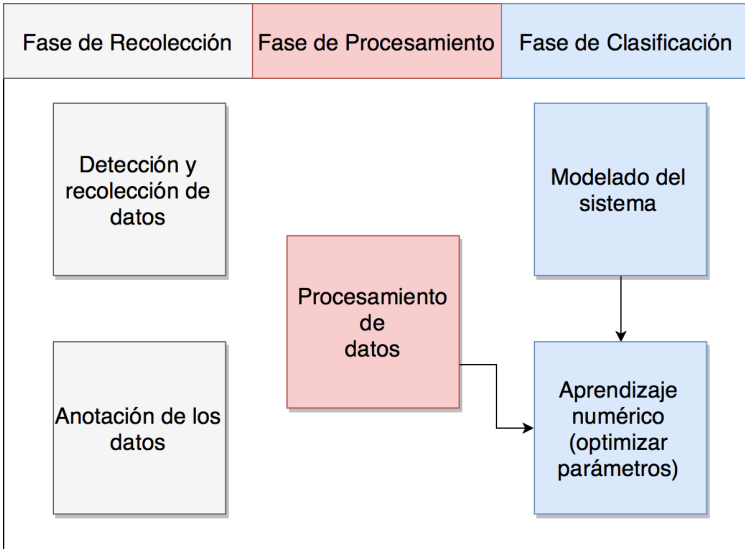 Fase de Recolección
Fase de Procesamiento
Fase de Clasificación
Detección y
recolección de
datos
Modelado del
sistema
Procesamiento
de
datos
Anotación de los
datos
Aprendizaje
numérico
(optimizar
parámetros)